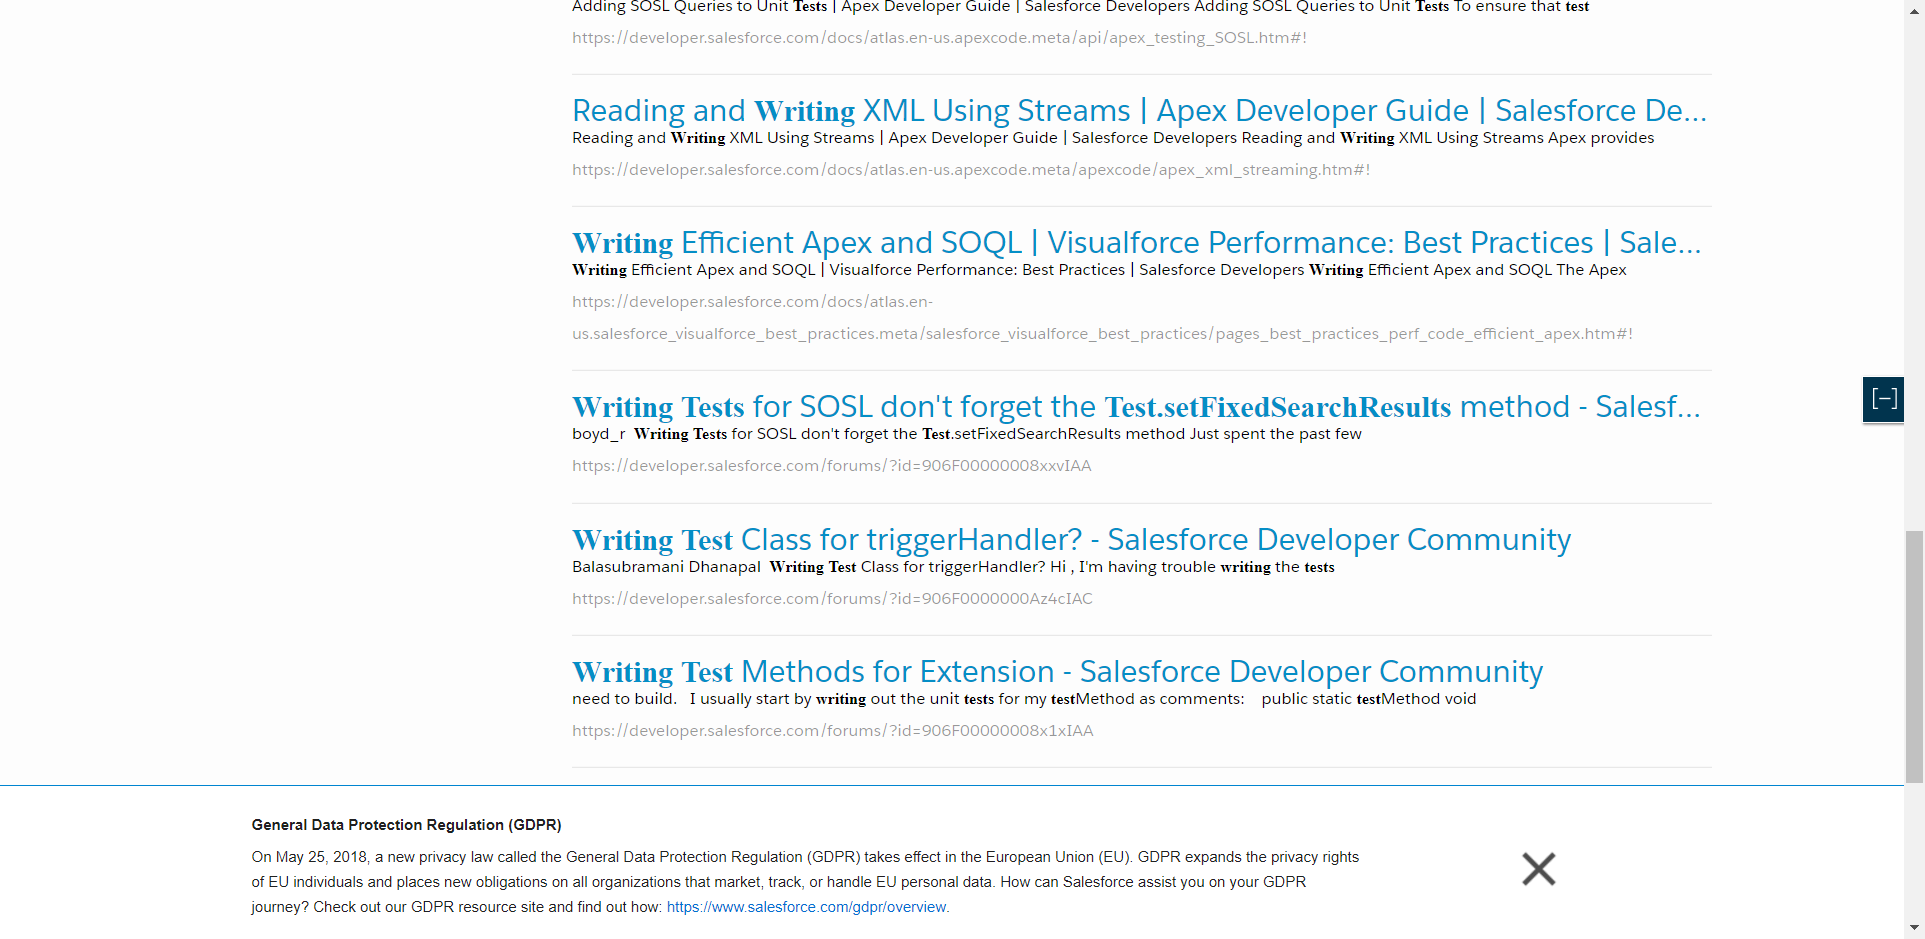 Adding SOSL Queries to Unit Tests | Apex Developer Guide | Salesforce Developers Adding SOSL Queries to Unit Tests To ensure that test
https://developer.salesforce.com/docs/atlas.en-us.apexcode.meta/api/apex_testing_SOSL.htm#!
Reading and Writing XML Using Streams | Apex Developer Guide | Salesforce De...
Reading and Writing XML Using Streams | Apex Developer Guide | Salesforce Developers Reading and Writing XML Using Streams Apex provides
https://developer.salesforce.com/docs/atlas.en-us.apexcode.meta/apexcode/apex_xml_streaming.htm#!
Writing Efficient Apex and SOQL | Visualforce Performance: Best Practices | Sale...
Writing Efficient Apex and SOQL | Visualforce Performance: Best Practices | Salesforce Developers Writing Efficient Apex and SOQL The Apex
https://developer.salesforce.com/docs/atlas.en-
us.salesforce_visualforce_best_practices.meta/salesforce_visualforce_best_practices/pages_best_practices_perf_code_efficient_apex.htm#!
[−]
Writing Tests for SOSL don't forget the Test.setFixedSearchResults method - Salesf...
boyd_r  Writing Tests for SOSL don't forget the Test.setFixedSearchResults method Just spent the past few
https://developer.salesforce.com/forums/?id=906F00000008xxvIAA
Writing Test Class for triggerHandler? - Salesforce Developer Community
Balasubramani Dhanapal  Writing Test Class for triggerHandler? Hi , I'm having trouble writing the tests
https://developer.salesforce.com/forums/?id=906F0000000Az4cIAC
Writing Test Methods for Extension - Salesforce Developer Community
need to build.   I usually start by writing out the unit tests for my testMethod as comments:    public static testMethod void
https://developer.salesforce.com/forums/?id=906F00000008x1xIAA
General Data Protection Regulation (GDPR)
On May 25, 2018, a new privacy law called the General Data Protection Regulation (GDPR) takes effect in the European Union (EU). GDPR expands the privacy rights
of EU individuals and places new obligations on all organizations that market, track, or handle EU personal data. How can Salesforce assist you on your GDPR
journey? Check out our GDPR resource site and find out how: https://www.salesforce.com/gdpr/overview.